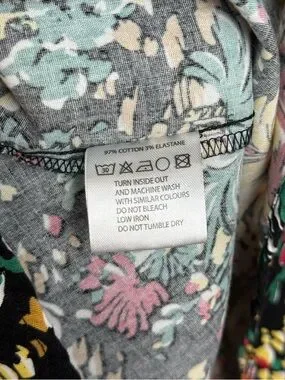 97% COTTON 3% ELASTANE
30
TURN INSIDE OUT
AND MACHINE WASH
WITH SIMILAR COLOURS
DO NOT BLEACH
LOW IRON
DO NOT TUMBLE DRY